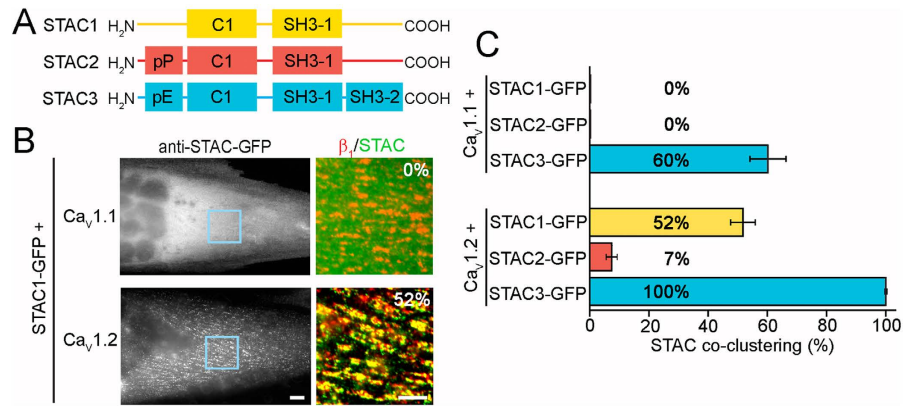 A
STAC1 H₂N C1 SH3-1 COOH
STAC2 H₂N pP C1 SH3-1 COOH
STAC3 H₂N pE C1 SH3-1 SH3-2 COOH
B
anti-STAC-GFP β₁/STAC
STAC1-GFP +
Caᵥ1.1
0%
Caᵥ1.2
52%
C
Caᵥ1.1 +
STAC1-GFP 0%
STAC2-GFP 0%
STAC3-GFP 60%
Caᵥ1.2 +
STAC1-GFP 52%
STAC2-GFP 7%
STAC3-GFP 100%
0 20 40 60 80 100
STAC co-clustering (%)